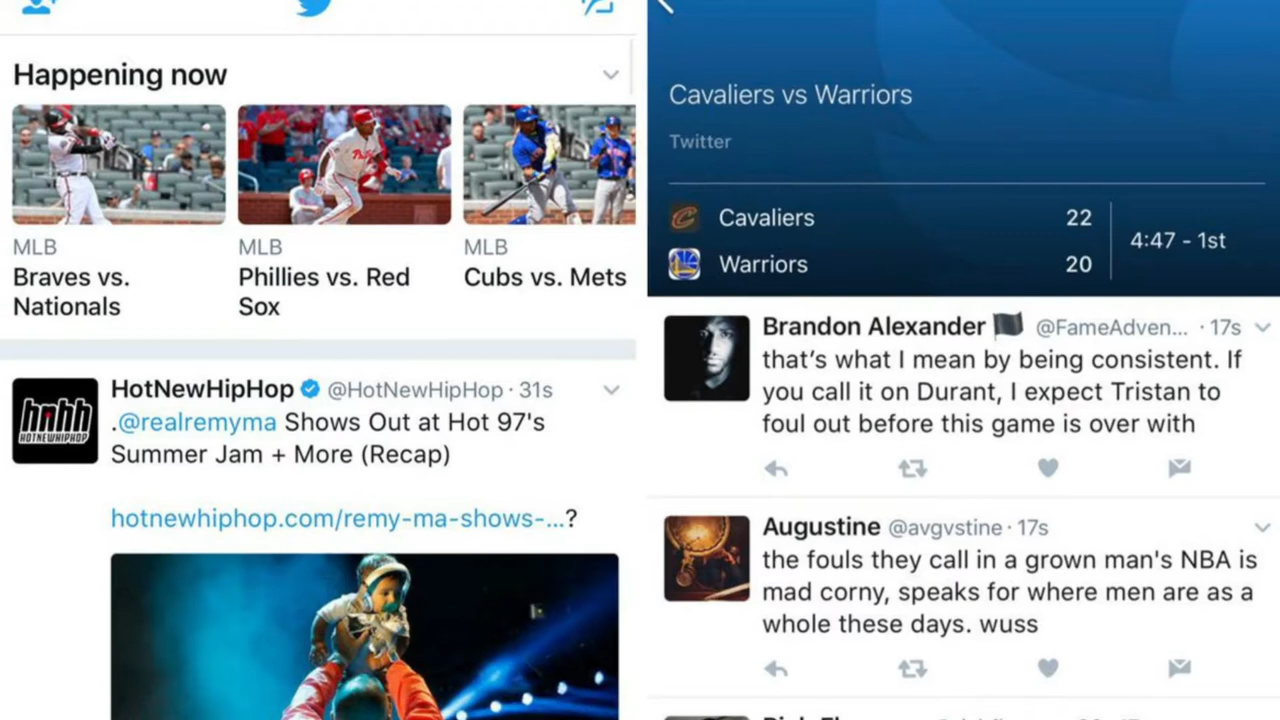 Happening now
MLB
Braves vs.
Nationals
MLB
Phillies vs. Red
Sox
MLB
Cubs vs. Mets
HotNewHipHop @HotNewHipHop · 31s
hnhh
HOTNEWHIPHOP
.@realremyma Shows Out at Hot 97's
Summer Jam + More (Recap)
hotnewhiphop.com/remy-ma-shows-...?
Cavaliers vs Warriors
Twitter
Cavaliers 22
Warriors 20
4:47 - 1st
Brandon Alexander @FameAdven... · 17s
that's what I mean by being consistent. If
you call it on Durant, I expect Tristan to
foul out before this game is over with
Augustine @avgvstine · 17s
the fouls they call in a grown man's NBA is
mad corny, speaks for where men are as a
whole these days. wuss